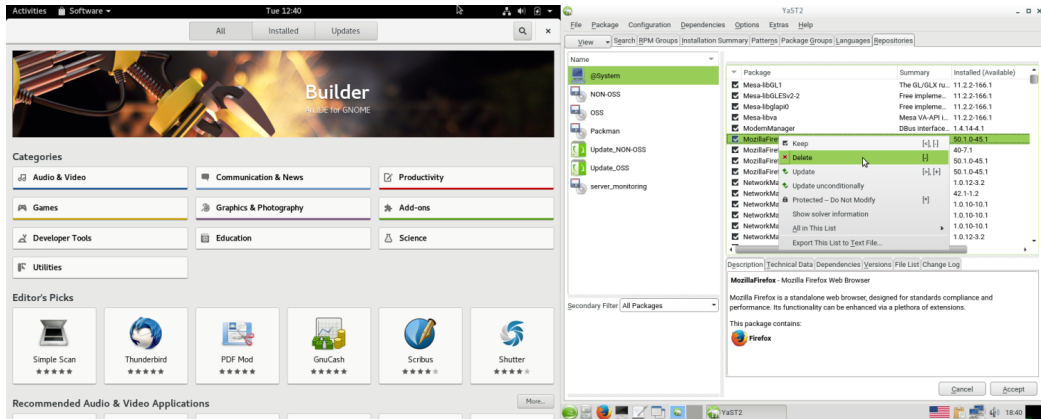 Activities Software Tue 12:40
All Installed Updates
Builder
An IDE for GNOME
Categories
Audio & Video Communication & News Productivity
Games Graphics & Photography Add-ons
Developer Tools Education Science
Utilities
Editor's Picks
Simple Scan Thunderbird PDF Mod GnuCash Scribus Shutter
Recommended Audio & Video Applications More...
YaST2
File Package Configuration Dependencies Options Extras Help
View Search RPM Groups Installation Summary Patterns Package Groups Languages Repositories
Name
@System
NON-OSS
OSS
Packman
Update_NON-OSS
Update_OSS
server_monitoring
Secondary Filter All Packages
Package Summary Installed (Available)
Mesa-libGL1 The GL/GLX ru... 11.2.2-166.1
Mesa-libGLESv2-2 Free impleme... 11.2.2-166.1
Mesa-libglapi0 Free impleme... 11.2.2-166.1
Mesa-libva Mesa VA-API i... 11.2.2-166.1
ModemManager DBus interface... 1.4.14-4.1
MozillaFire 50.1.0-45.1
MozillaFire 40-7.1
MozillaFire 50.1.0-45.1
MozillaFire 50.1.0-45.1
NetworkMa 1.0.12-3.2
NetworkMa 42.1-1.2
NetworkMa 1.0.10-10.1
NetworkMa 1.0.10-10.1
NetworkMa 1.0.10-10.1
NetworkMa 1.0.12-3.2
Keep [+], [-]
Delete [-]
Update [>], [+]
Update unconditionally
Protected -- Do Not Modify [*]
Show solver information
All in This List
Export This List to Text File...
Description Technical Data Dependencies Versions File List Change Log
MozillaFirefox - Mozilla Firefox Web Browser
Mozilla Firefox is a standalone web browser, designed for standards compliance and
performance. Its functionality can be enhanced via a plethora of extensions.
This package contains:
Firefox
Cancel Accept
YaST2 18:40